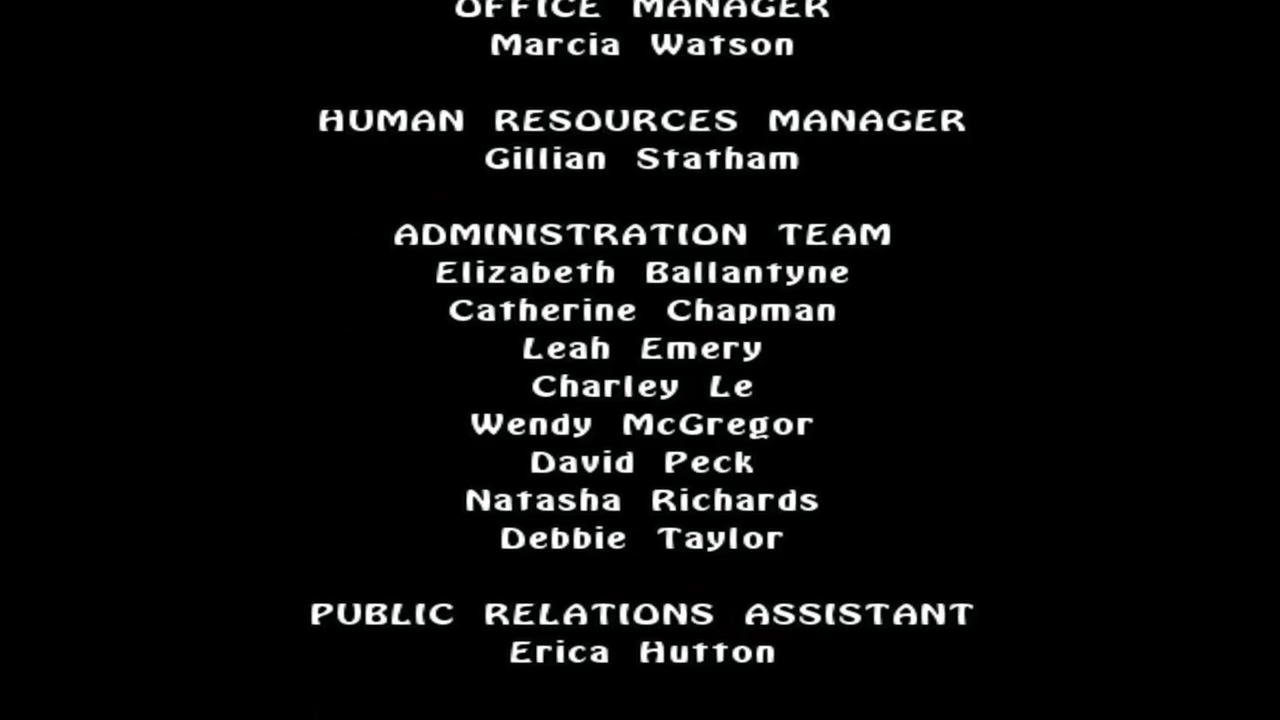 OFFICE MANAGER
Marcia Watson
HUMAN RESOURCES MANAGER
Gillian Statham
ADMINISTRATION TEAM
Elizabeth Ballantyne
Catherine Chapman
Leah Emery
Charley Le
Wendy McGregor
David Peck
Natasha Richards
Debbie Taylor
PUBLIC RELATIONS ASSISTANT
Erica Hutton